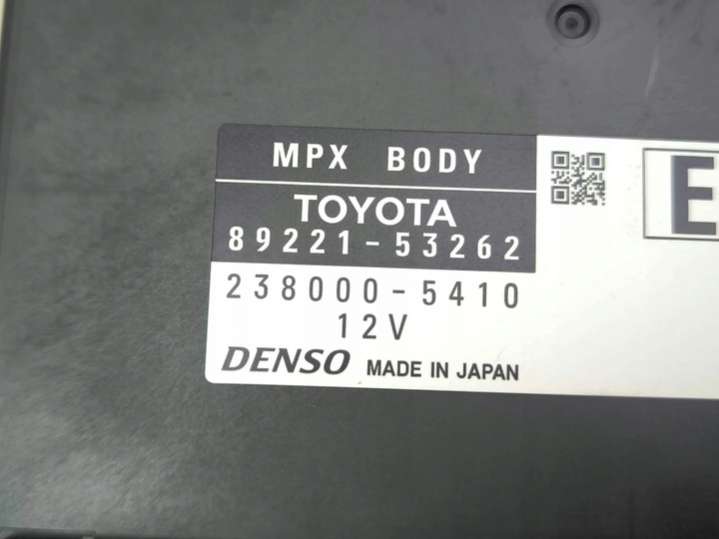 MPX BODY
TOYOTA
89221-53262
238000-5410
12V
DENSO MADE IN JAPAN
E